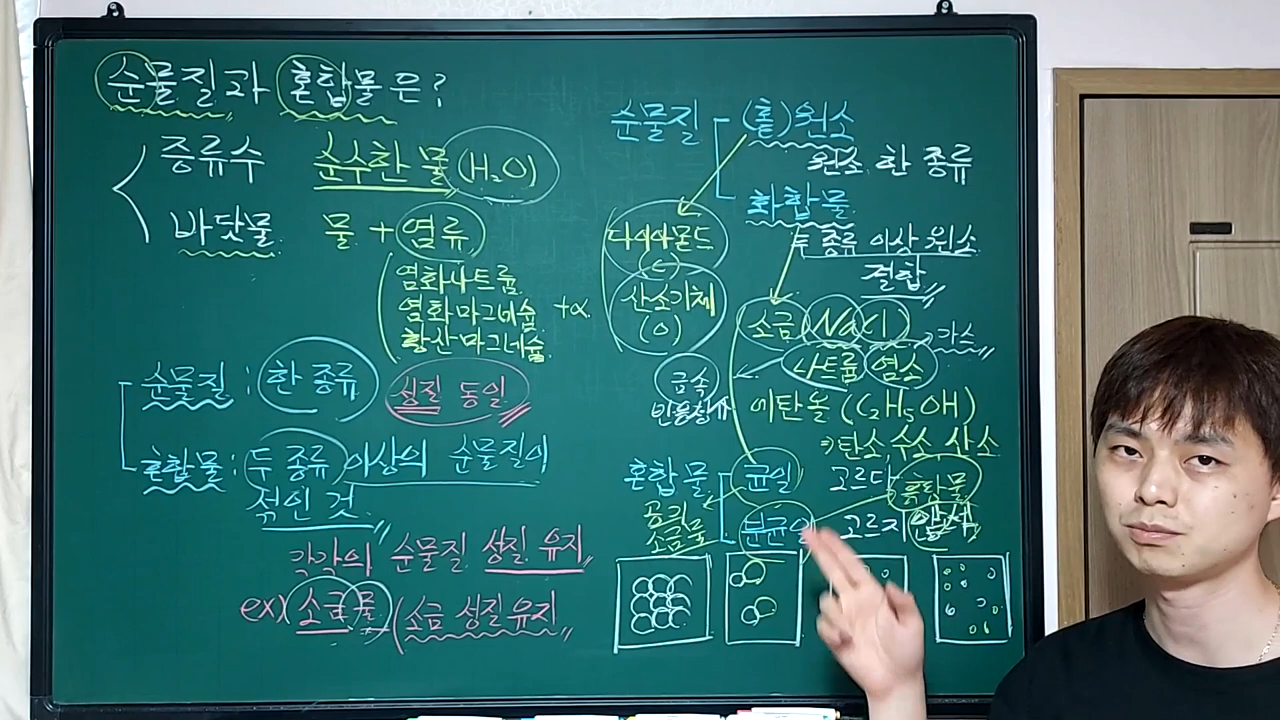 순물질과 혼합물은?
증류수 순수한 물 (H₂O)
바닷물 물 + 염류
염화나트륨
염화마그네슘 +α
황산마그네슘
순물질 : 한 종류 성질 동일
혼합물 : 두 종류 이상의 순물질이
섞인 것
각각의 순물질 성질 유지
ex) 소금물 (소금 성질 유지
순물질 (홑)원소
원소 한 종류
화합물
두 종류 이상 원소
결합
다이아몬드
(C)
산소기체
(O)
소금 (NaCl) → 가스
나트륨 염소
금속
에탄올 (C₂H₅OH)
탄소, 수소, 산소
혼합물 균일 고르다
공기
소금물
불균일 고르지
흙탕물